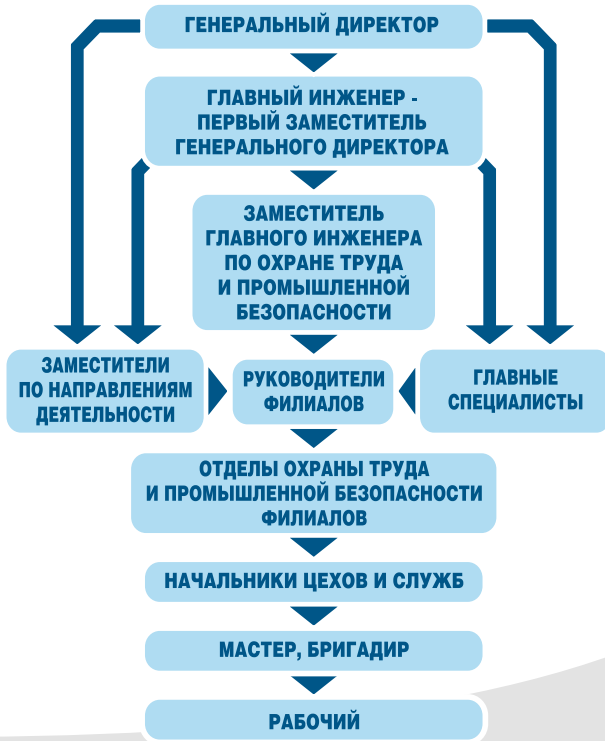 ГЕНЕРАЛЬНЫЙ ДИРЕКТОР
ГЛАВНЫЙ ИНЖЕНЕР -
ПЕРВЫЙ ЗАМЕСТИТЕЛЬ
ГЕНЕРАЛЬНОГО ДИРЕКТОРА
ЗАМЕСТИТЕЛЬ
ГЛАВНОГО ИНЖЕНЕРА
ПО ОХРАНЕ ТРУДА
И ПРОМЫШЛЕННОЙ
БЕЗОПАСНОСТИ
ЗАМЕСТИТЕЛИ
ПО НАПРАВЛЕНИЯМ
ДЕЯТЕЛЬНОСТИ
РУКОВОДИТЕЛИ
ФИЛИАЛОВ
ГЛАВНЫЕ
СПЕЦИАЛИСТЫ
ОТДЕЛЫ ОХРАНЫ ТРУДА
И ПРОМЫШЛЕННОЙ БЕЗОПАСНОСТИ
ФИЛИАЛОВ
НАЧАЛЬНИКИ ЦЕХОВ И СЛУЖБ
МАСТЕР, БРИГАДИР
РАБОЧИЙ